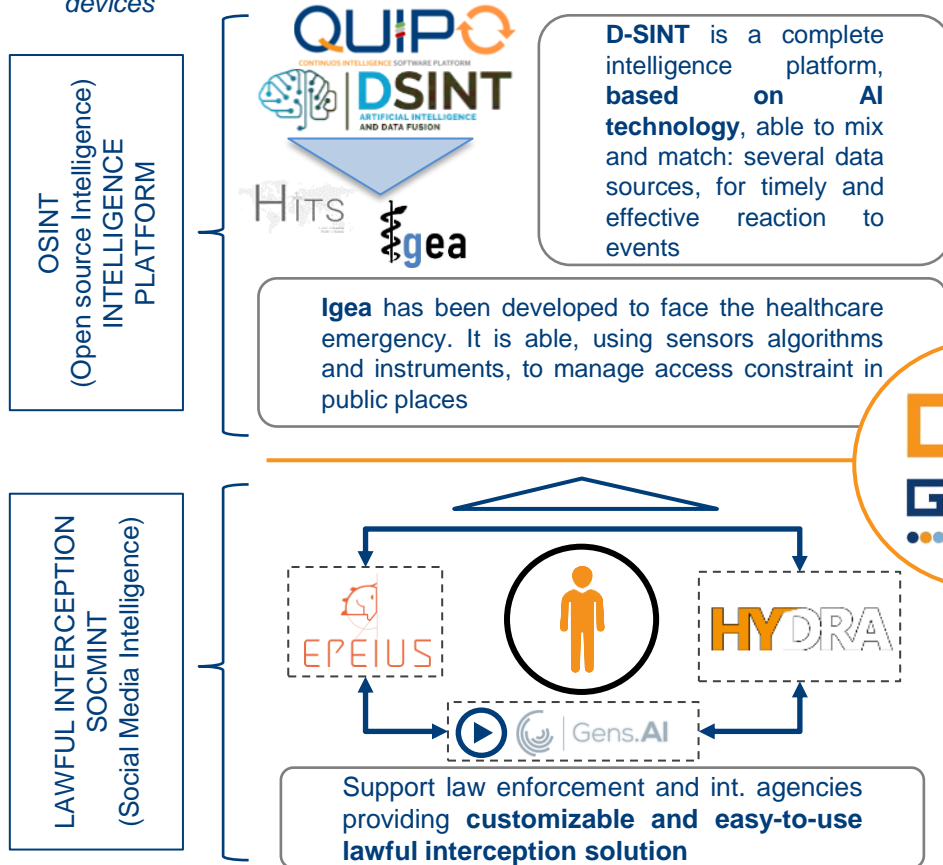 devices
OSINT
(Open source Intelligence)
INTELLIGENCE
PLATFORM
QUIPO
CONTINUOS INTELLIGENCE SOFTWARE PLATFORM
DSINT
ARTIFICIAL INTELLIGENCE
AND DATA FUSION
HITS
Igea
D-SINT is a complete
intelligence platform,
based on AI
technology, able to mix
and match: several data
sources, for timely and
effective reaction to
events
Igea has been developed to face the healthcare
emergency. It is able, using sensors algorithms
and instruments, to manage access constraint in
public places
LAWFUL INTERCEPTION
SOCMINT
(Social Media Intelligence)
EPEIUS
HYDRA
Gens.AI
Support law enforcement and int. agencies
providing customizable and easy-to-use
lawful interception solution